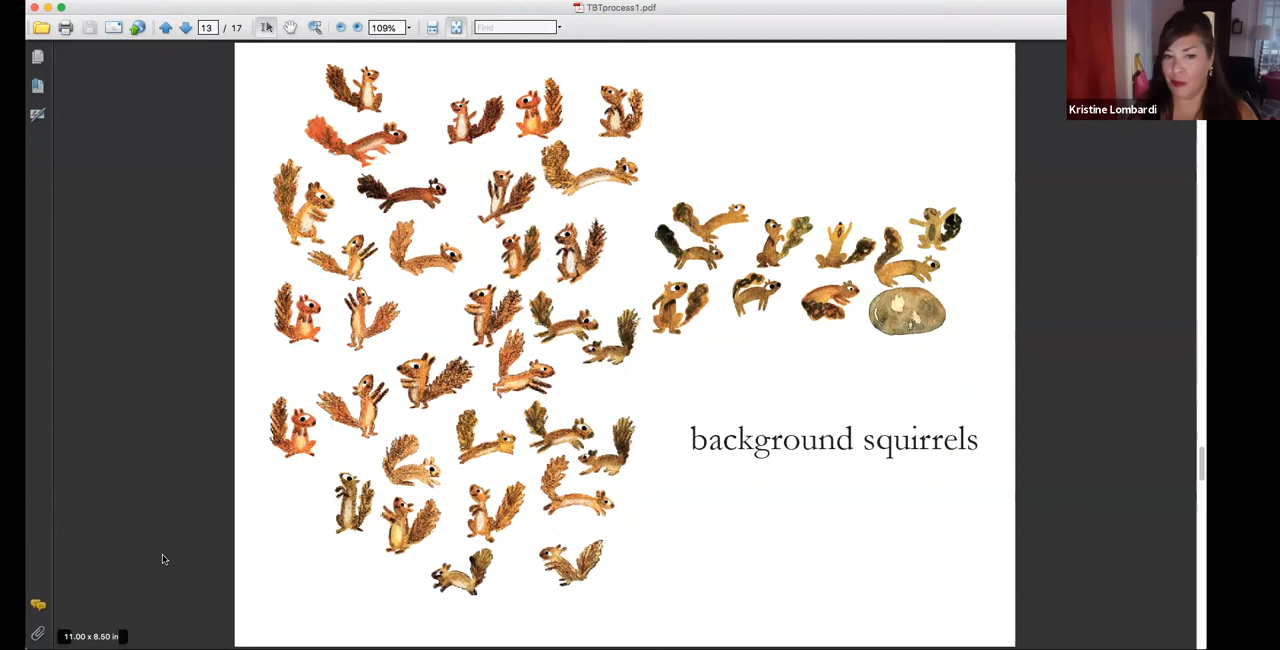 TBTprocess1.pdf
13 / 17
109%
Find
Kristine Lombardi
background squirrels
11.00 x 8.50 in